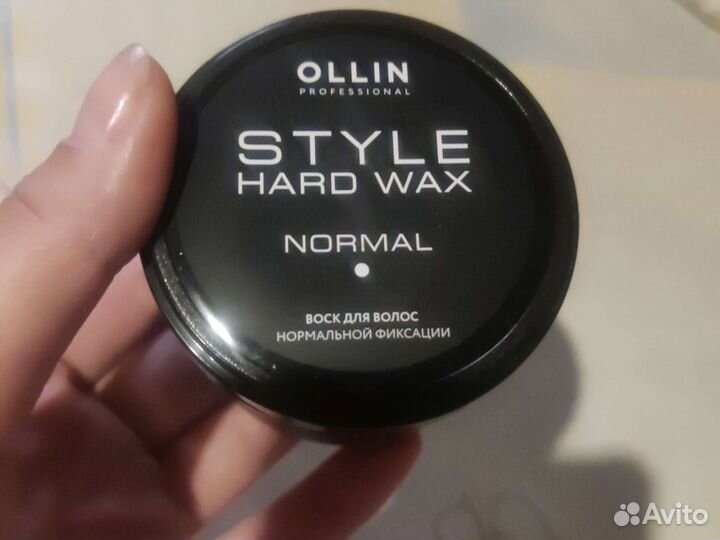 OLLIN
PROFESSIONAL
STYLE
HARD WAX
NORMAL
ВОСК ДЛЯ ВОЛОС
НОРМАЛЬНОЙ ФИКСАЦИИ
Avito